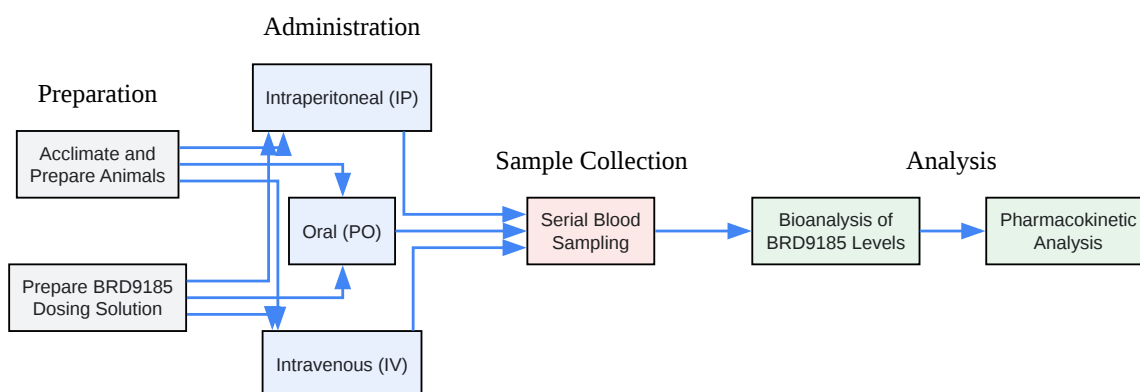 Administration
Preparation
Intraperitoneal (IP)
Acclimate and
Prepare Animals
Sample Collection
Analysis
Oral (PO)
Serial Blood
Sampling
Bioanalysis of
BRD9185 Levels
Pharmacokinetic
Analysis
Prepare BRD9185
Dosing Solution
Intravenous (IV)